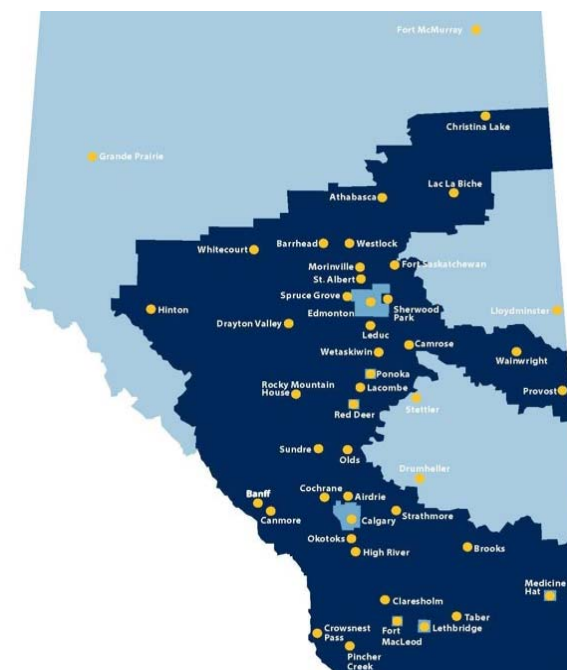 Fort McMurray
Christina Lake
Grande Prairie
Lac La Biche
Athabasca
Barrhead
Westlock
Whitecourt
Morinville
Fort Saskatchewan
St. Albert
Spruce Grove
Hinton
Edmonton
Sherwood
Park
Lloydminster
Drayton Valley
Leduc
Camrose
Wetaskiwin
Wainwright
Ponoka
Rocky Mountain
House
Lacombe
Provost
Red Deer
Stettler
Sundre
Olds
Drumheller
Cochrane
Airdrie
Banff
Canmore
Calgary
Strathmore
Okotoks
High River
Brooks
Medicine
Hat
Claresholm
Taber
Fort
MacLeod
Lethbridge
Crowsnest
Pass
Pincher
Creek